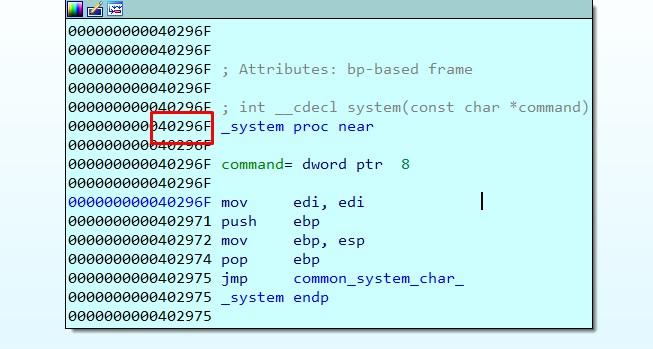 000000000040296F
000000000040296F
000000000040296F ; Attributes: bp-based frame
000000000040296F
000000000040296F ; int __cdecl system(const char *command)
000000000040296F _system proc near
000000000040296F
000000000040296F command= dword ptr  8
000000000040296F
000000000040296F mov     edi, edi
0000000000402971 push    ebp
0000000000402972 mov     ebp, esp
0000000000402974 pop     ebp
0000000000402975 jmp     common_system_char_
0000000000402975 _system endp
0000000000402975